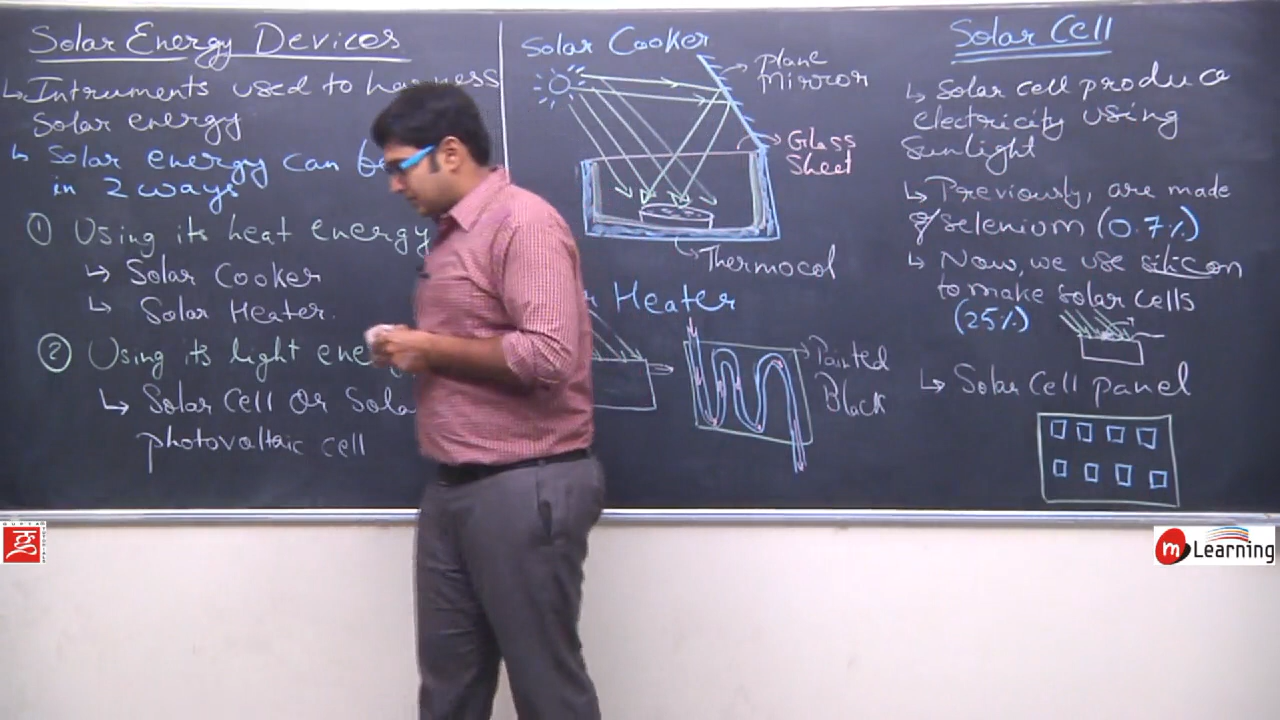 Solar Energy Devices
↳ Intruments used to harness
solar energy
↳ Solar energy can be
in 2 ways
① Using its heat energy
↳ Solar Cooker
↳ Solar Heater.
② Using its light ene
↳ Solar Cell or Sola
photovoltaic cell
Solar Cooker
plane
Mirror
Glass
Sheet
Thermocol
Heater
Painted
Black
Solar Cell
↳ Solar cell produce
electricity using
sunlight
↳ Previously, are made
of selenium (0.7%)
↳ Now, we use silicon
to make solar cells
(25%)
↳ Solar Cell panel
m Learning